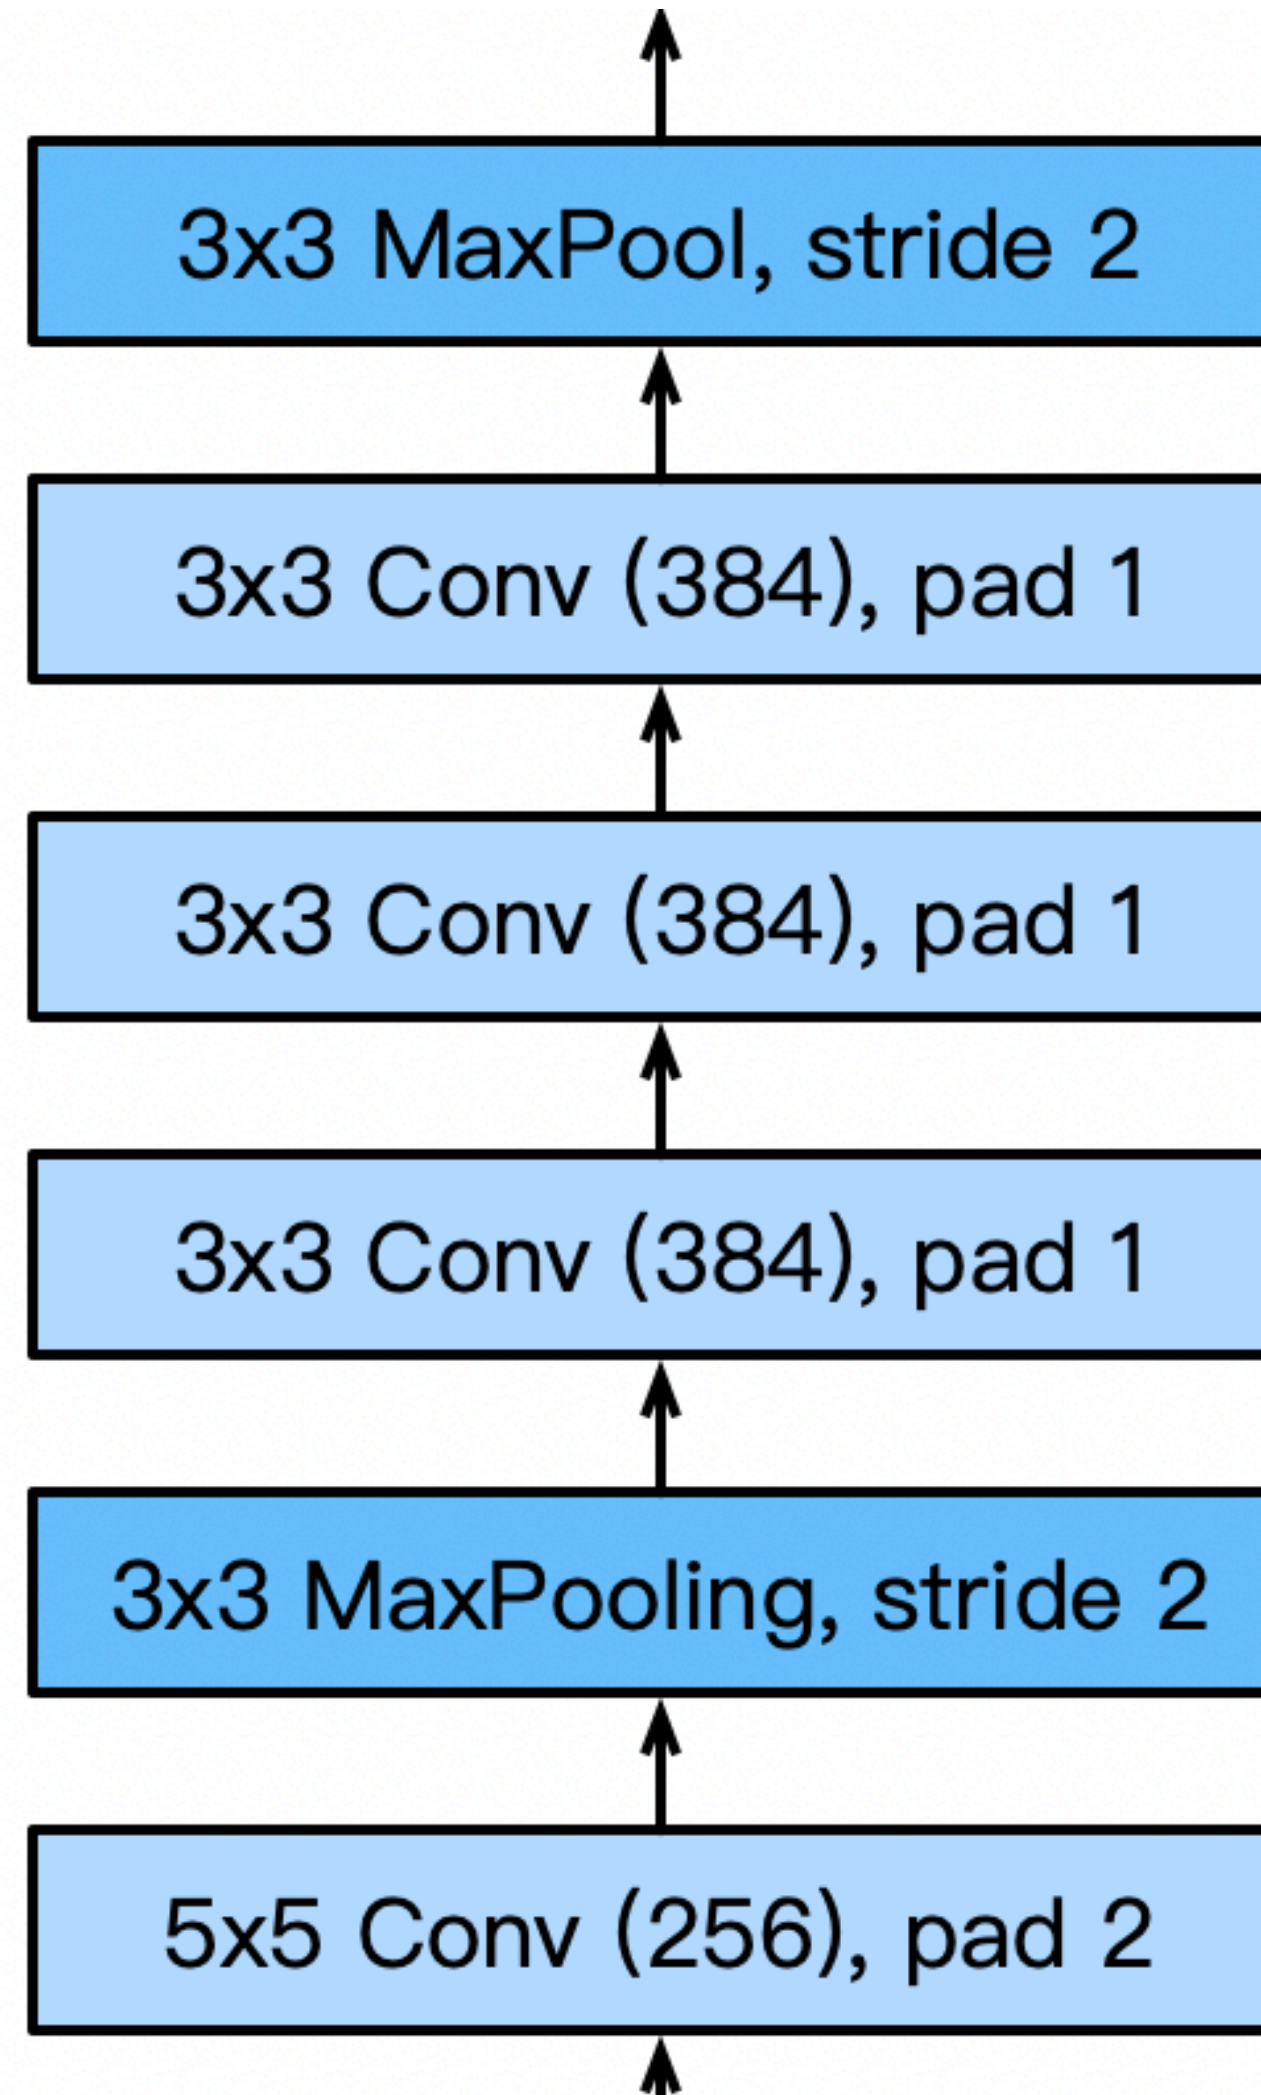 3x3 MaxPool, stride 2
3x3 Conv (384), pad 1
3x3 Conv (384), pad 1
3x3 Conv (384), pad 1
3x3 MaxPooling, stride 2
5x5 Conv (256), pad 2